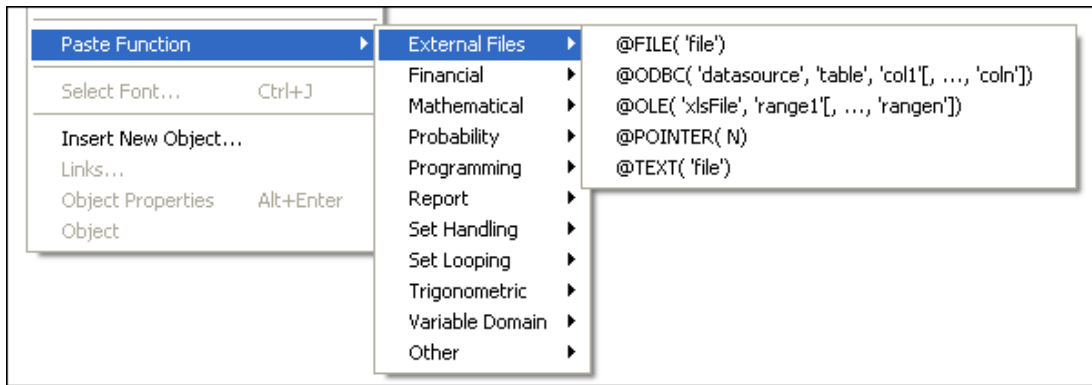 Paste Function
Select Font... Ctrl+J
Insert New Object...
Links...
Object Properties Alt+Enter
Object
External Files
Financial
Mathematical
Probability
Programming
Report
Set Handling
Set Looping
Trigonometric
Variable Domain
Other
@FILE( 'file')
@ODBC( 'datasource', 'table', 'col1'[, ..., 'coln'])
@OLE( 'xlsFile', 'range1'[, ..., 'rangen'])
@POINTER( N)
@TEXT( 'file')